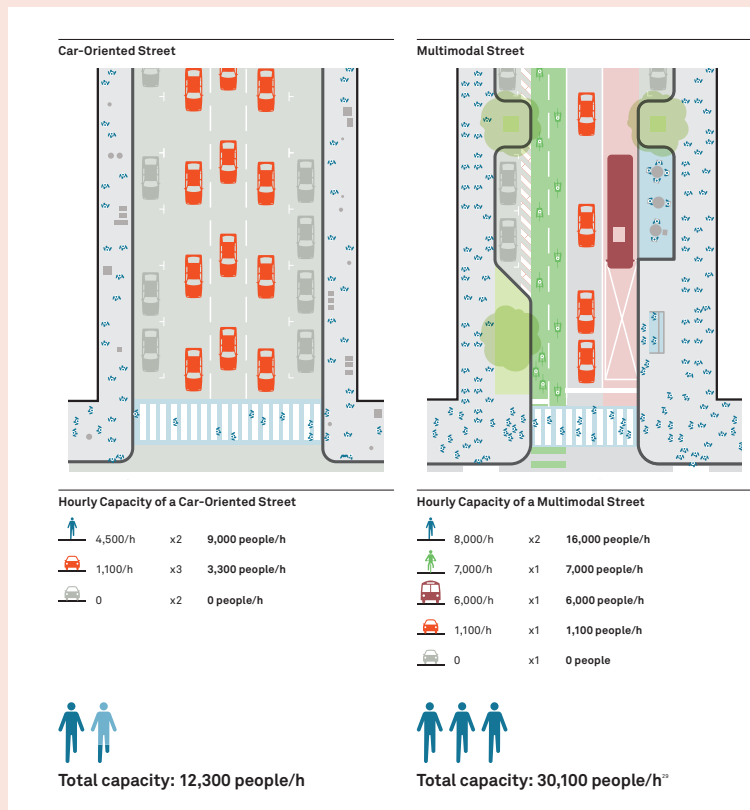 Car-Oriented Street
Multimodal Street
Hourly Capacity of a Car-Oriented Street
4,500/h x2 9,000 people/h
1,100/h x3 3,300 people/h
0 x2 0 people/h
Total capacity: 12,300 people/h
Hourly Capacity of a Multimodal Street
8,000/h x2 16,000 people/h
7,000/h x1 7,000 people/h
6,000/h x1 6,000 people/h
1,100/h x1 1,100 people/h
0 x1 0 people
Total capacity: 30,100 people/h²⁹